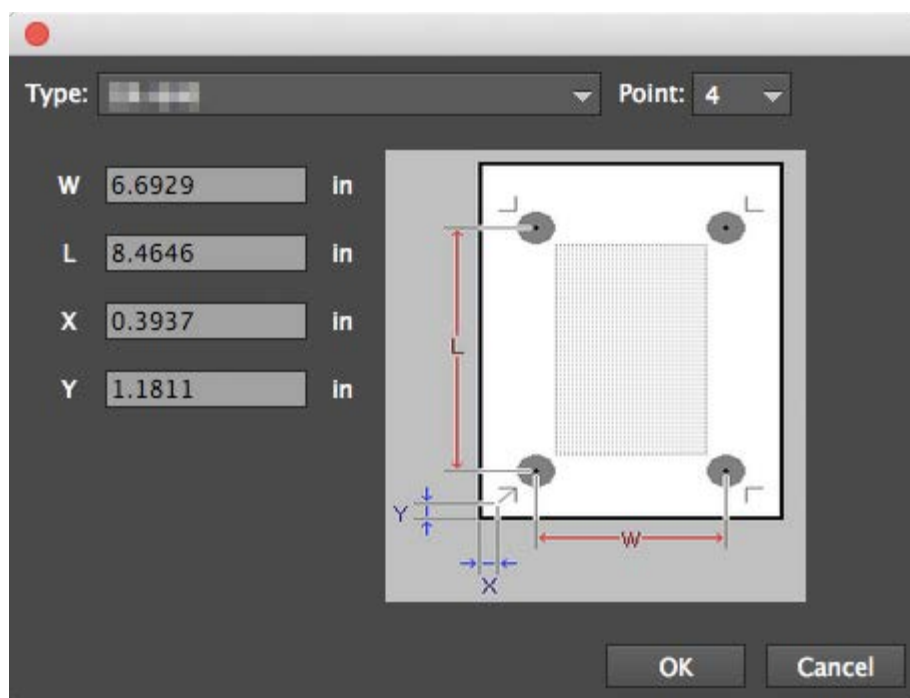 Type: Point: 4
W 6.6929 in
L 8.4646 in
X 0.3937 in
Y 1.1811 in
L
Y
W
X
OK Cancel